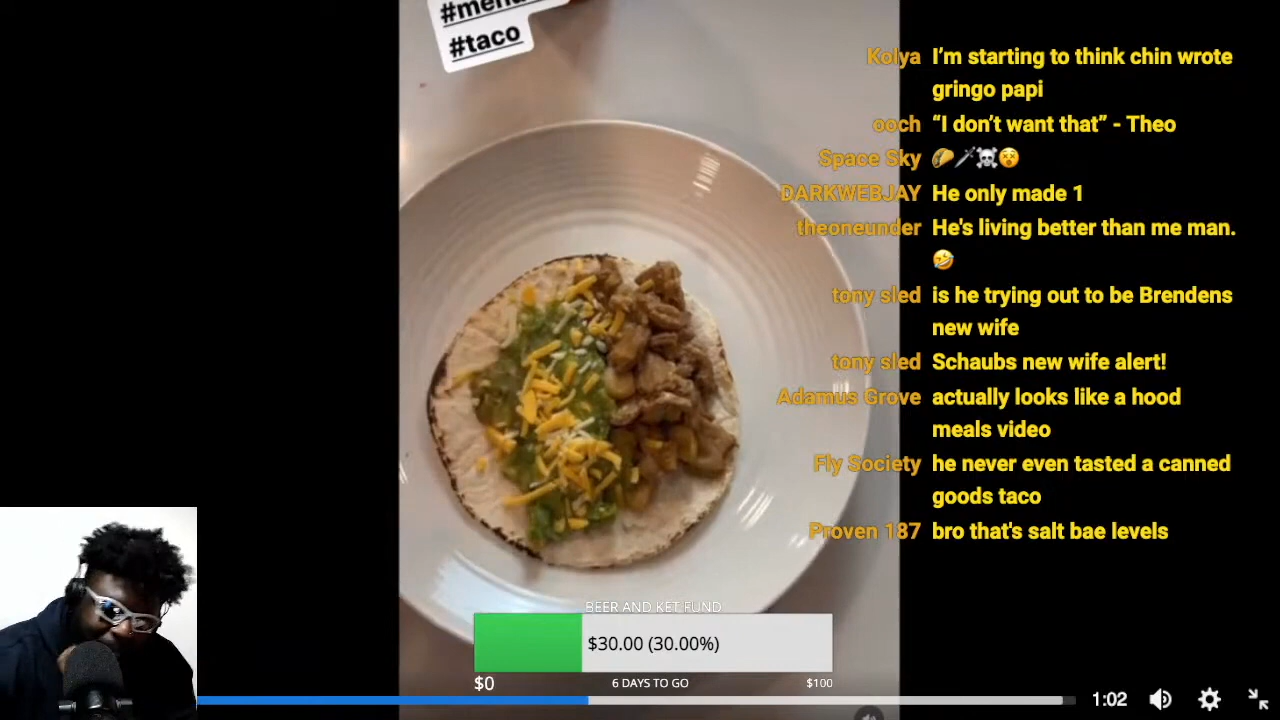 #taco
Kolya I’m starting to think chin wrote
gringo papi
ooch “I don’t want that” - Theo
Space Sky 🌮🗡️☠️😵
DARKWEBJAY He only made 1
theoneunder He's living better than me man.
🤣
tony sled is he trying out to be Brendens
new wife
tony sled Schaubs new wife alert!
Adamus Grove actually looks like a hood
meals video
Fly Society he never even tasted a canned
goods taco
Proven 187 bro that's salt bae levels
BEER AND KET FUND
$30.00 (30.00%)
$0 6 DAYS TO GO $100
1:02